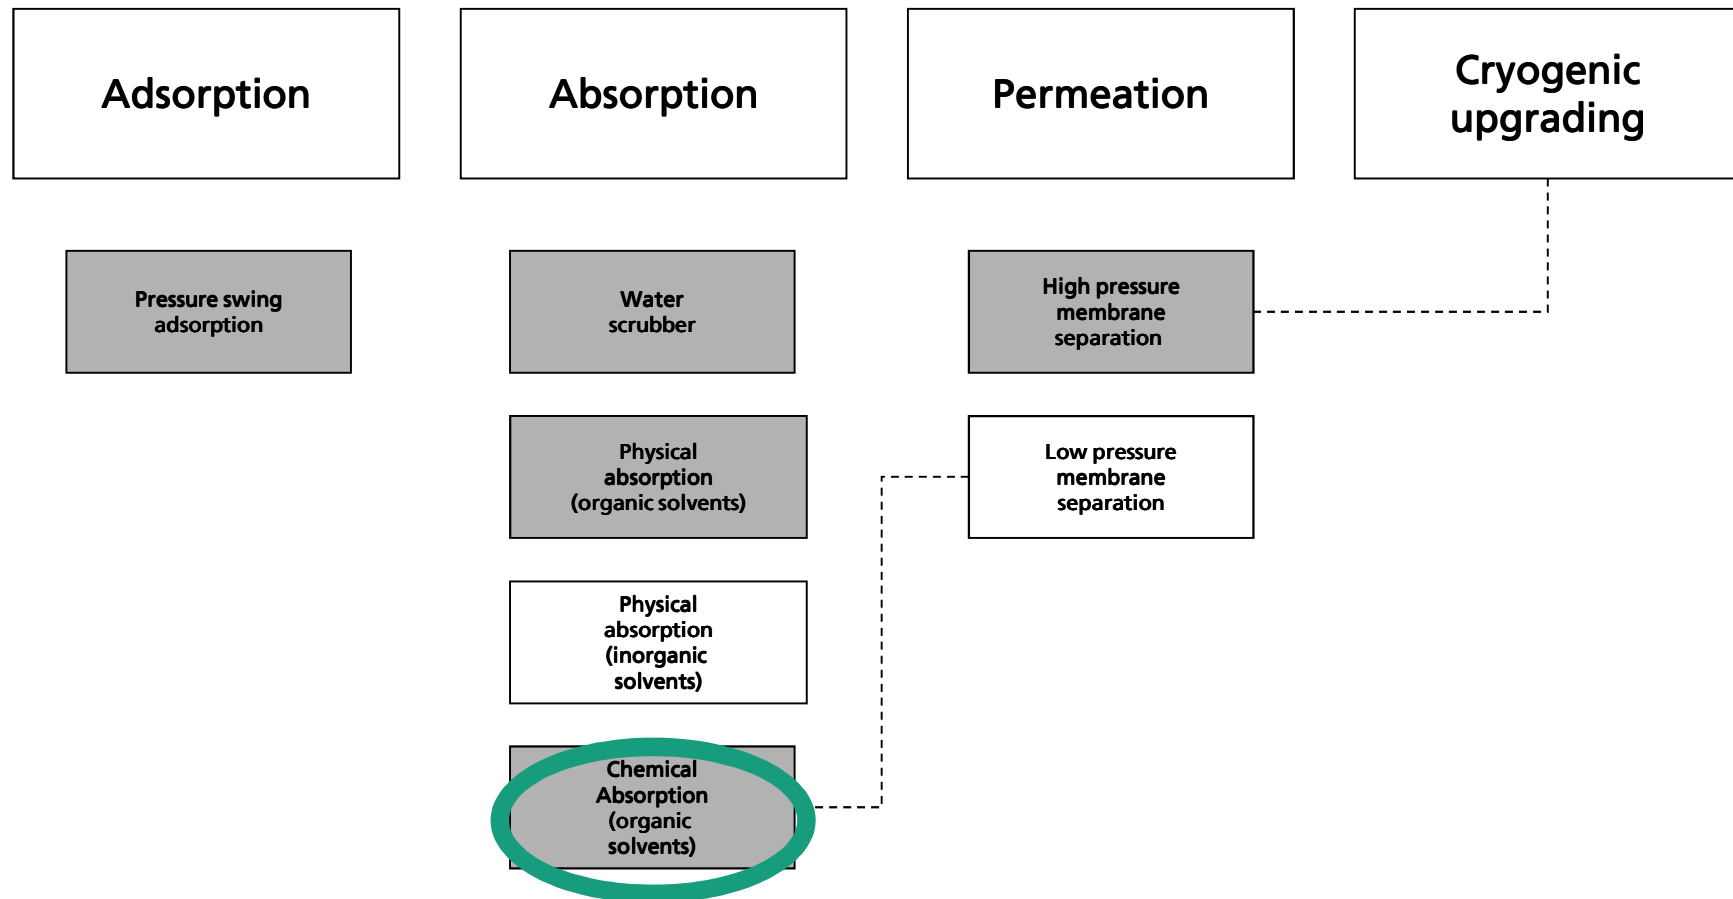 Adsorption
Absorption
Permeation
Cryogenic
upgrading
Pressure swing
adsorption
Water
scrubber
High pressure
membrane
separation
Physical
absorption
(organic solvents)
Low pressure
membrane
separation
Physical
absorption
(inorganic
solvents)
Chemical
Absorption
(organic
solvents)